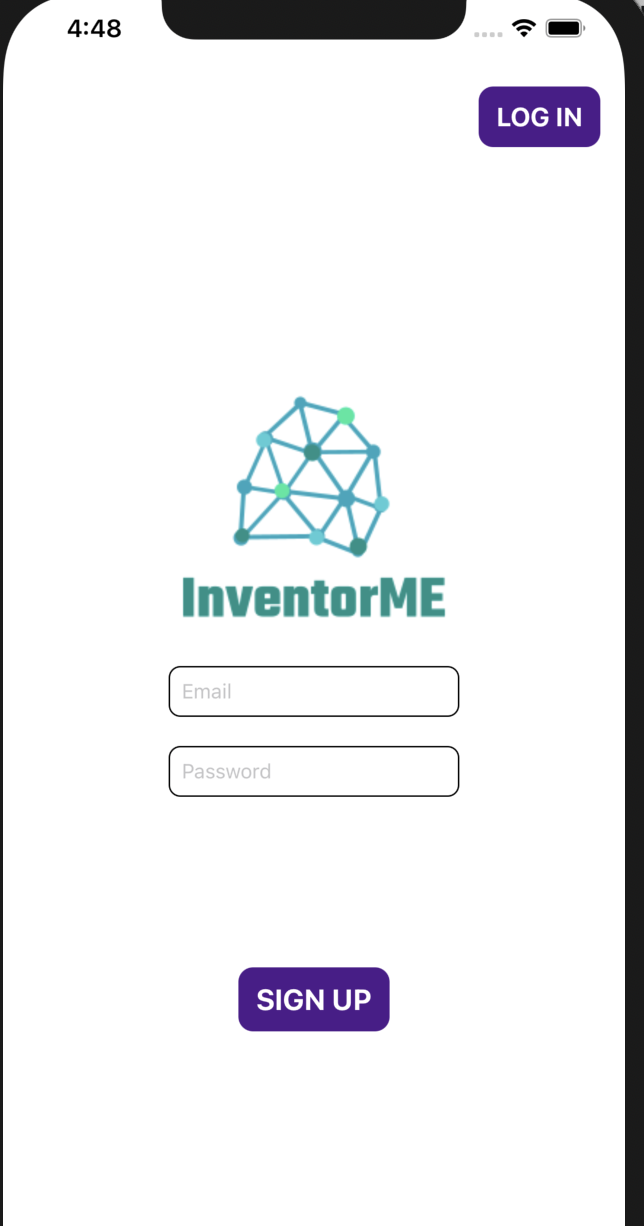 4:48
LOG IN
InventorME
Email
Password
SIGN UP